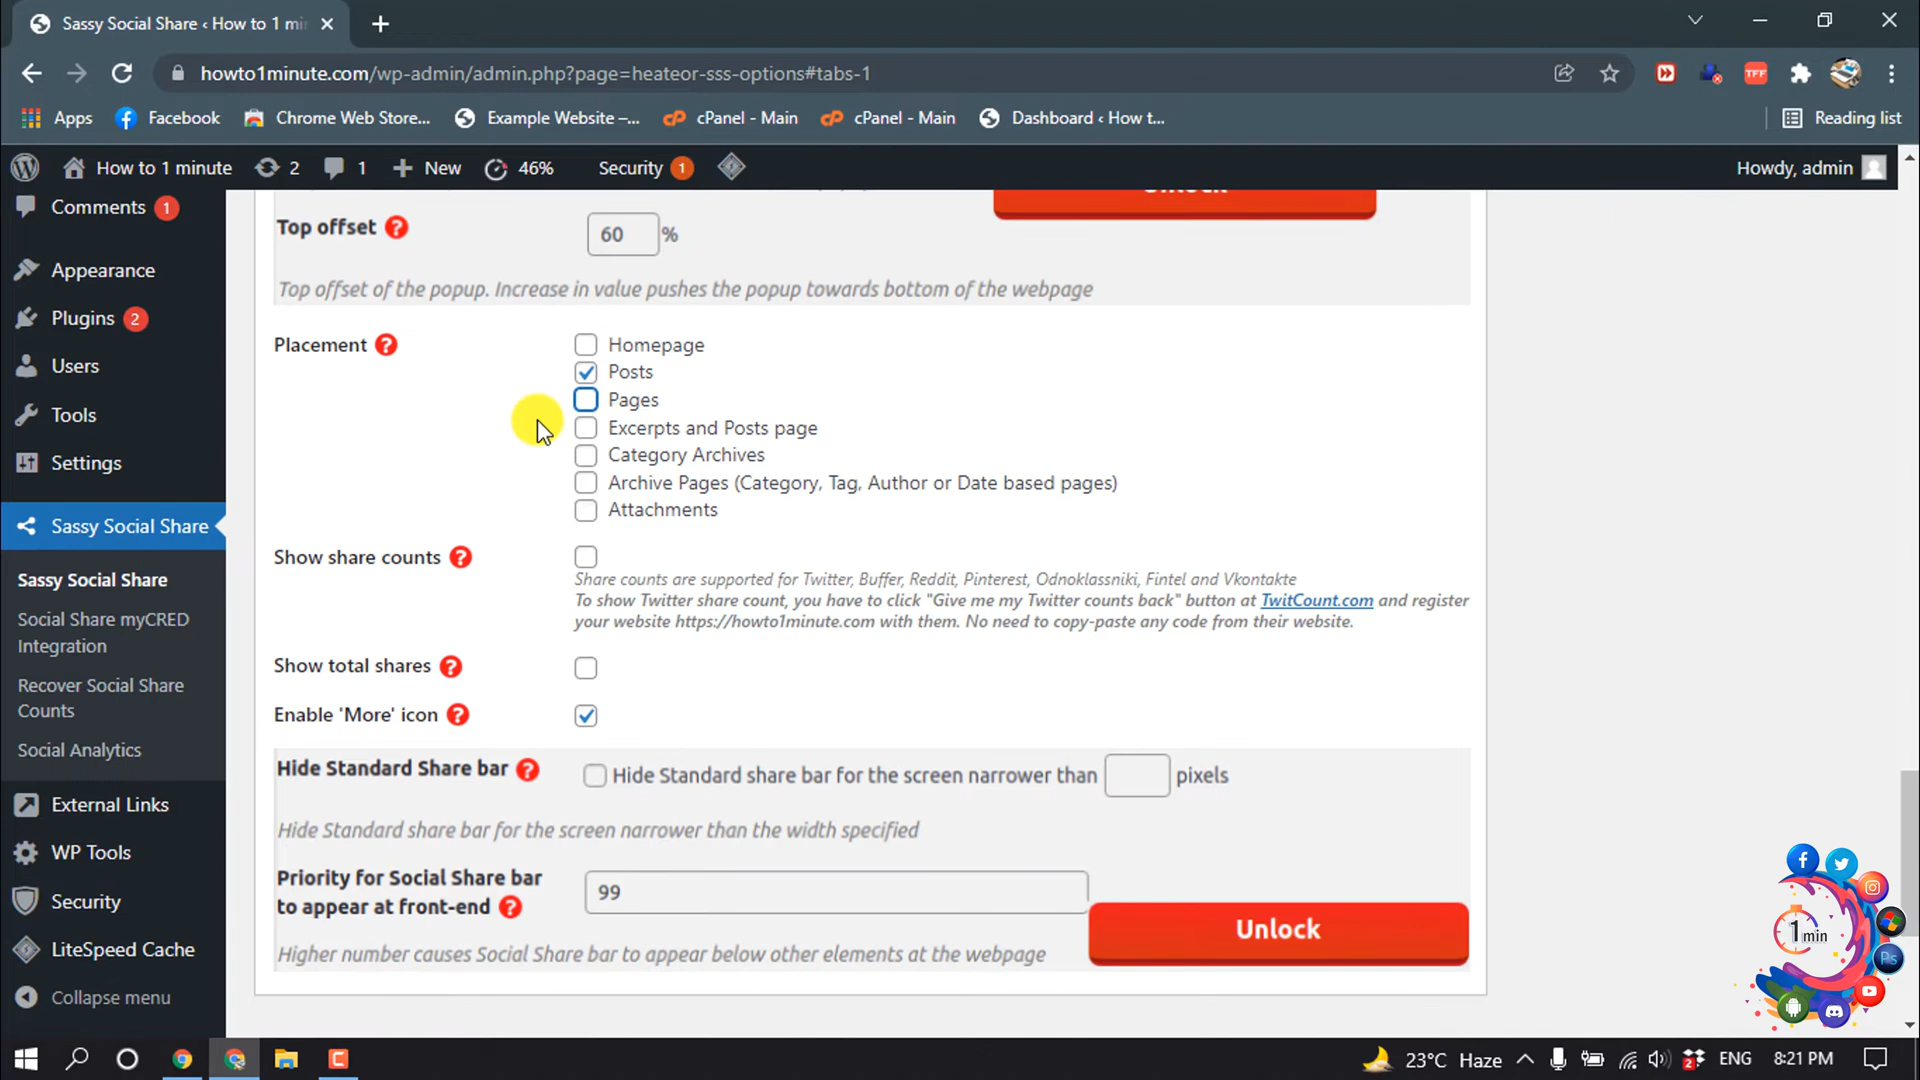 Sassy Social Share ‹ How to 1 mi
howto1minute.com/wp-admin/admin.php?page=heateor-sss-options#tabs-1
Apps Facebook Chrome Web Store... Example Website –... cPanel - Main cPanel - Main Dashboard ‹ How t... Reading list
How to 1 minute 2 1 New 46% Security 1 Howdy, admin
Comments 1
Appearance
Plugins 2
Users
Tools
Settings
Sassy Social Share
Sassy Social Share
Social Share myCRED
Integration
Recover Social Share
Counts
Social Analytics
External Links
WP Tools
Security
LiteSpeed Cache
Collapse menu
Unlock
Top offset ? 60 %
Top offset of the popup. Increase in value pushes the popup towards bottom of the webpage
Placement ? Homepage
Posts
Pages
Excerpts and Posts page
Category Archives
Archive Pages (Category, Tag, Author or Date based pages)
Attachments
Show share counts ?
Share counts are supported for Twitter, Buffer, Reddit, Pinterest, Odnoklassniki, Fintel and Vkontakte
To show Twitter share count, you have to click "Give me my Twitter counts back" button at TwitCount.com and register
your website https://howto1minute.com with them. No need to copy-paste any code from their website.
Show total shares ?
Enable 'More' icon ?
Hide Standard Share bar ? Hide Standard share bar for the screen narrower than pixels
Hide Standard share bar for the screen narrower than the width specified
Priority for Social Share bar
to appear at front-end ? 99
Unlock
Higher number causes Social Share bar to appear below other elements at the webpage
TFF
1 min
Ps
23°C Haze 2 ENG 8:21 PM